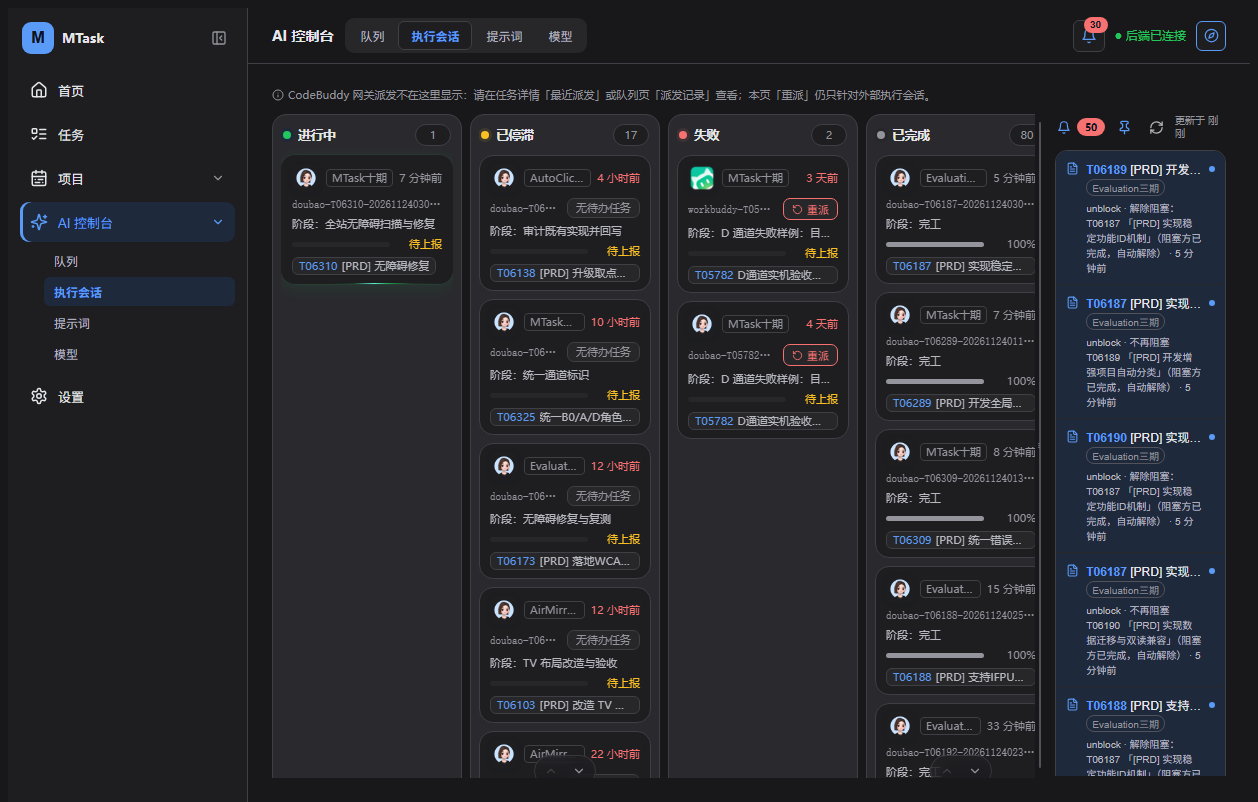 M MTask
首页
任务
项目
AI 控制台
队列
执行会话
提示词
模型
设置
AI 控制台 队列 执行会话 提示词 模型
30
后端已连接
CodeBuddy 网关派发不在这里显示：请在任务详情「最近派发」或队列页「派发记录」查看；本页「重派」仍只针对外部执行会话。
进行中 1
MTask十期 7 分钟前
doubao-T06310-20261124030···
阶段：全站无障碍扫描与修复
待上报
T06310 [PRD] 无障碍修复
已停滞 17
AutoClic... 4 小时前
doubao-T06··· 无待办任务
阶段：审计既有实现并回写
待上报
T06138 [PRD] 升级取点...
MTask... 10 小时前
doubao-T06··· 无待办任务
阶段：统一通道标识
待上报
T06325 统一B0/A/D角色...
Evaluat... 12 小时前
doubao-T06··· 无待办任务
阶段：无障碍修复与复测
待上报
T06173 [PRD] 落地WCA...
AirMirr... 12 小时前
doubao-T06··· 无待办任务
阶段：TV 布局改造与验收
待上报
T06103 [PRD] 改造 TV ...
AirMirr... 22 小时前
失败 2
MTask十期 3 天前
workbuddy-T05··· 重派
阶段：D 通道失败样例：目...
待上报
T05782 D通道实机验收...
MTask十期 4 天前
doubao-T05782··· 重派
阶段：D 通道失败样例：目...
待上报
T05782 D通道实机验收...
已完成 80
Evaluati... 5 分钟前
doubao-T06187-20261124030···
阶段：完工
100%
T06187 [PRD] 实现稳定...
MTask十期 7 分钟前
doubao-T06289-20261124011···
阶段：完工
100%
T06289 [PRD] 开发全局...
MTask十期 8 分钟前
doubao-T06309-20261124013···
阶段：完工
100%
T06309 [PRD] 统一错误...
Evaluat... 15 分钟前
doubao-T06188-20261124025···
阶段：完工
100%
T06188 [PRD] 支持IFPU...
Evaluat... 33 分钟前
doubao-T06192-20261124023···
阶段：完工
50 更新于 刚
刚
T06189 [PRD] 开发...
Evaluation三期
unblock · 解除阻塞：
T06187 「[PRD] 实现稳
定功能ID机制」（阻塞方已
完成，自动解除） · 5 分
钟前
T06187 [PRD] 实现...
Evaluation三期
unblock · 不再阻塞
T06189 「[PRD] 开发增
强项目自动分类」（阻塞方
已完成，自动解除） · 5
分钟前
T06190 [PRD] 实现...
Evaluation三期
unblock · 解除阻塞：
T06187 「[PRD] 实现稳
定功能ID机制」（阻塞方已
完成，自动解除） · 5 分
钟前
T06187 [PRD] 实现...
Evaluation三期
unblock · 不再阻塞
T06190 「[PRD] 实现数
据迁移与双读兼容」（阻塞
方已完成，自动解除） · 5
分钟前
T06188 [PRD] 支持...
Evaluation三期
unblock · 解除阻塞：
T06187 「[PRD] 实现稳
定功能ID机制」（阻塞方已